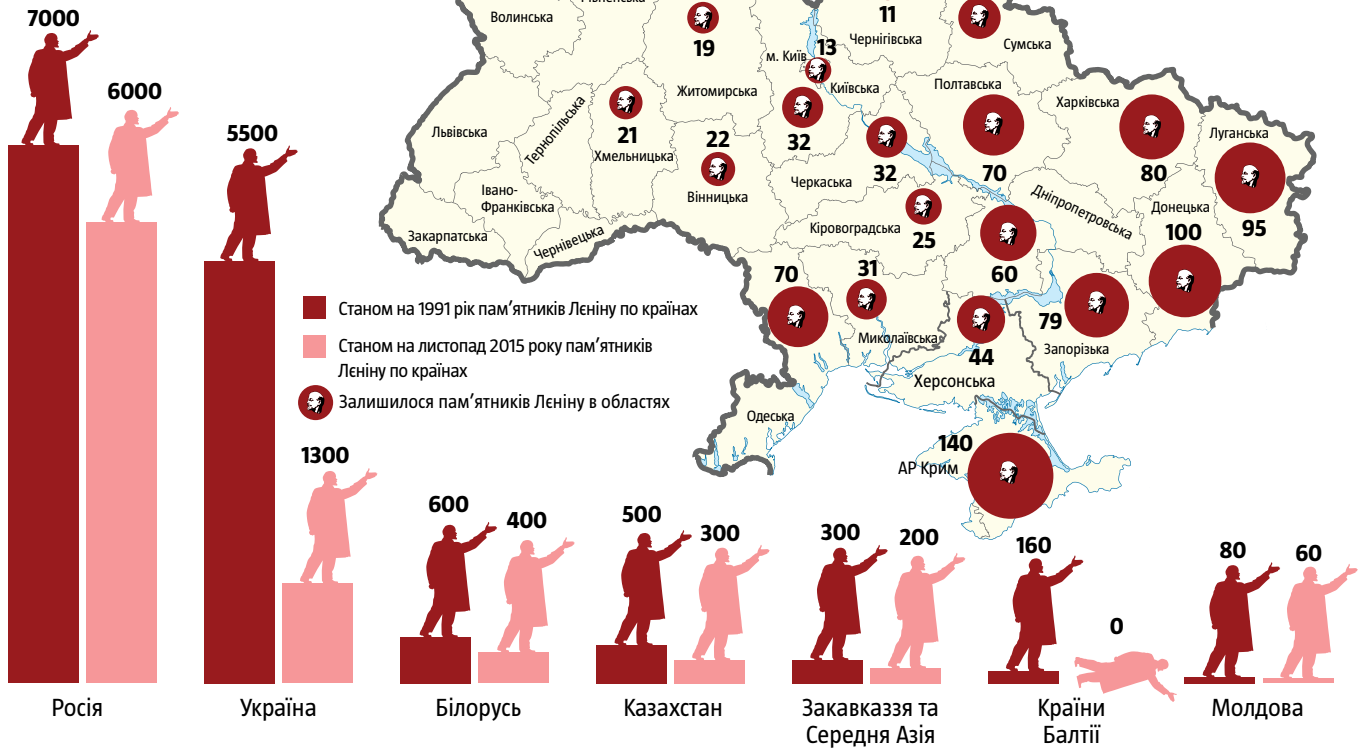 7000
6000
5500
1300
Волинська
19
Житомирська
11
Чернігівська
Сумська
м. Київ
13
Київська
32
Полтавська
70
Харківська
80
Луганська
95
Львівська
Тернопільська
21
Хмельницька
22
Вінницька
Черкаська
32
Івано-
Франківська
Закарпатська
Чернівецька
Кіровоградська
25
Дніпропетровська
60
Донецька
100
70
31
Миколаївська
44
Херсонська
79
Запорізька
Одеська
140
АР Крим
Станом на 1991 рік пам’ятників Лєніну по країнах
Станом на листопад 2015 року пам’ятників
Лєніну по країнах
Залишилося пам’ятників Лєніну в областях
600
400
500
300
300
200
160
0
80
60
Росія
Україна
Білорусь
Казахстан
Закавказзя та
Середня Азія
Країни
Балтії
Молдова